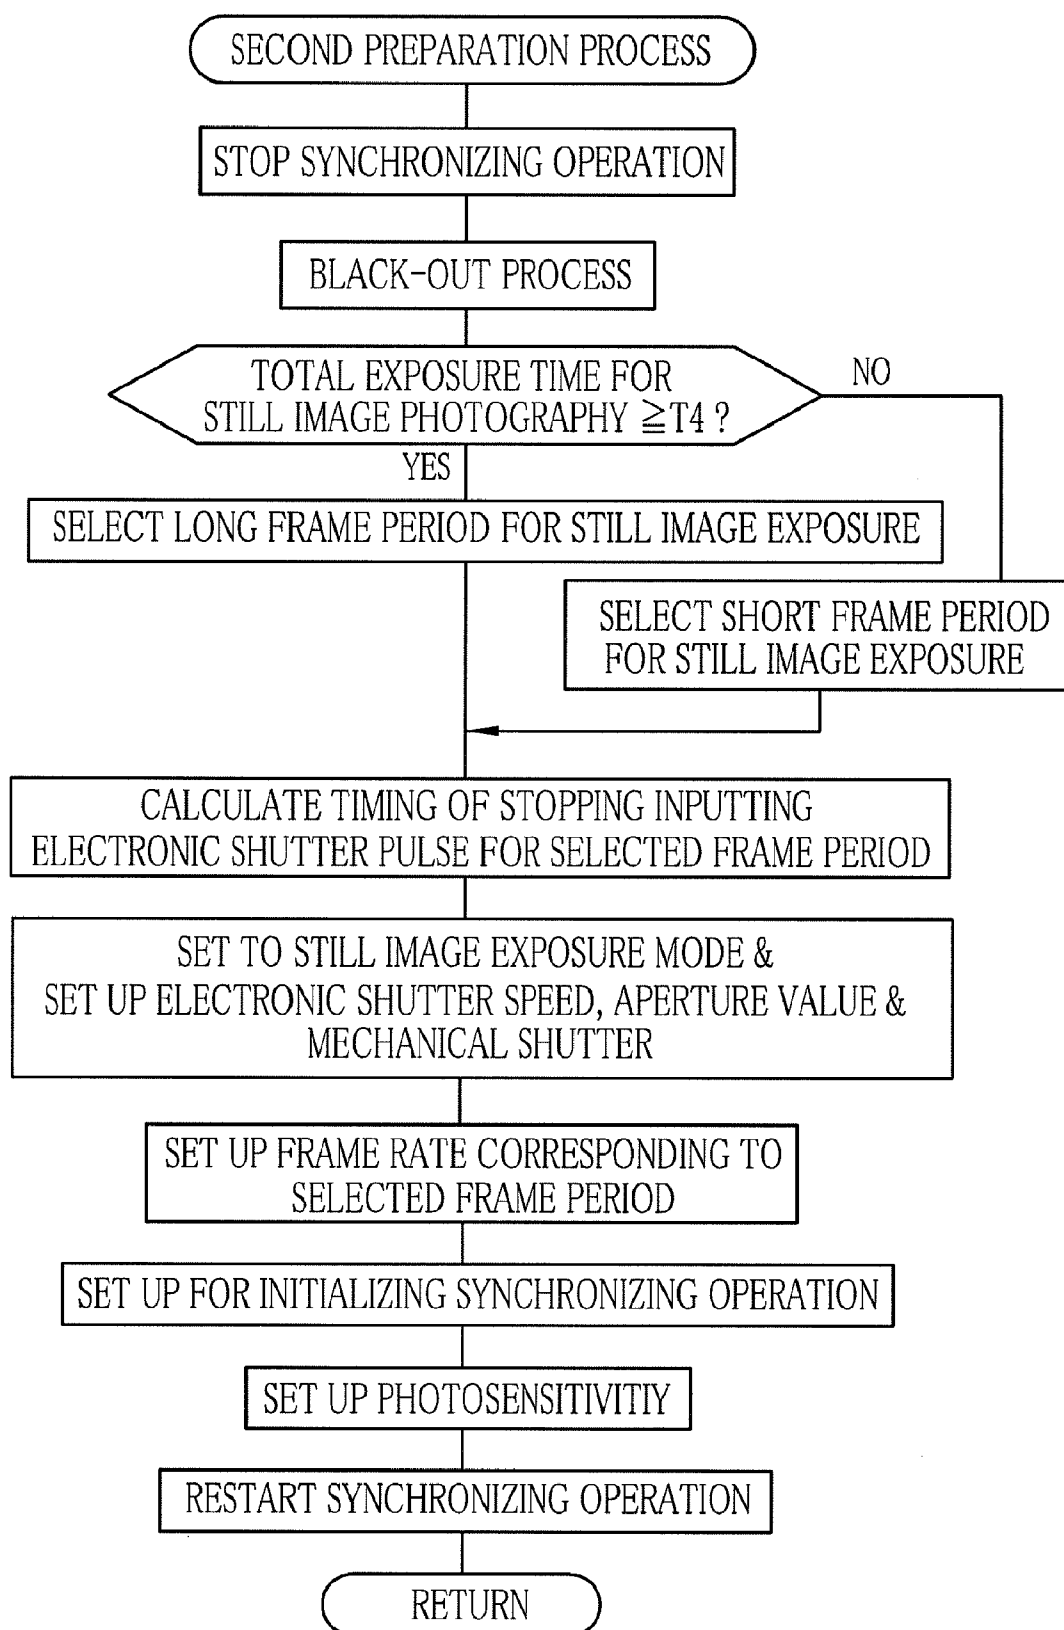 SECOND PREPARATION PROCESS
STOP SYNCHRONIZING OPERATION
BLACK-OUT PROCESS
TOTAL EXPOSURE TIME FOR
STILL IMAGE PHOTOGRAPHY ≧T4 ?
NO
YES
SELECT LONG FRAME PERIOD FOR STILL IMAGE EXPOSURE
SELECT SHORT FRAME PERIOD
FOR STILL IMAGE EXPOSURE
CALCULATE TIMING OF STOPPING INPUTTING
ELECTRONIC SHUTTER PULSE FOR SELECTED FRAME PERIOD
SET TO STILL IMAGE EXPOSURE MODE &
SET UP ELECTRONIC SHUTTER SPEED, APERTURE VALUE &
MECHANICAL SHUTTER
SET UP FRAME RATE CORRESPONDING TO
SELECTED FRAME PERIOD
SET UP FOR INITIALIZING SYNCHRONIZING OPERATION
SET UP PHOTOSENSITIVITIY
RESTART SYNCHRONIZING OPERATION
RETURN